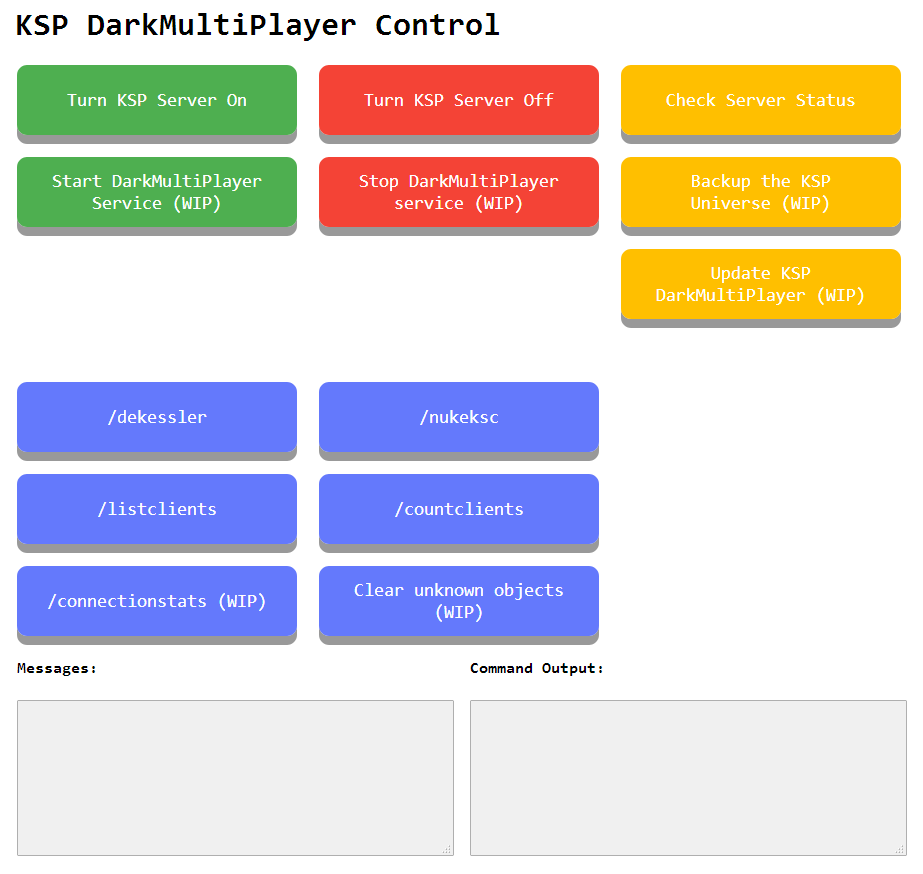 KSP DarkMultiPlayer Control
Turn KSP Server On
Turn KSP Server Off
Check Server Status
Start DarkMultiPlayer
Service (WIP)
Stop DarkMultiPlayer
service (WIP)
Backup the KSP
Universe (WIP)
Update KSP
DarkMultiPlayer (WIP)
/dekessler
/nukeksc
/listclients
/countclients
/connectionstats (WIP)
Clear unknown objects
(WIP)
Messages:
Command Output: